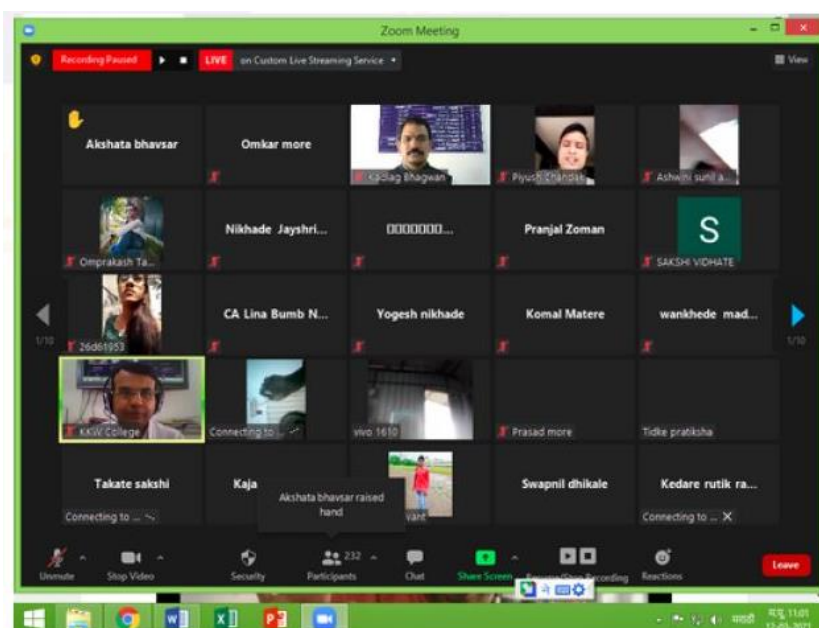 Zoom Meeting
Recording Paused
LIVE on Custom Live Streaming Service
View
Akshata bhavsar
Omkar more
Kadlag Bhagwan
Piyush Chandak
Ashwini sunil a...
Omprakash Ta...
Nikhade Jayshri...
Pranjal Zoman
S
SAKSHI VIDHATE
1/10
26d61953
CA Lina Bumb N...
Yogesh nikhade
Komal Matere
wankhede mad...
1/10
KKW College
Connecting to ...
vivo 1610
Prasad more
Tidke pratiksha
Takate sakshi
Connecting to ...
Kaja
Akshata bhavsar raised
hand
vant
Swapnil dhikale
Kedare rutik ra...
Connecting to ...
Unmute
Stop Video
Security
232
Participants
Chat
Share Screen
Recording
Reactions
Leave
मराठी
म.पू. 11:01